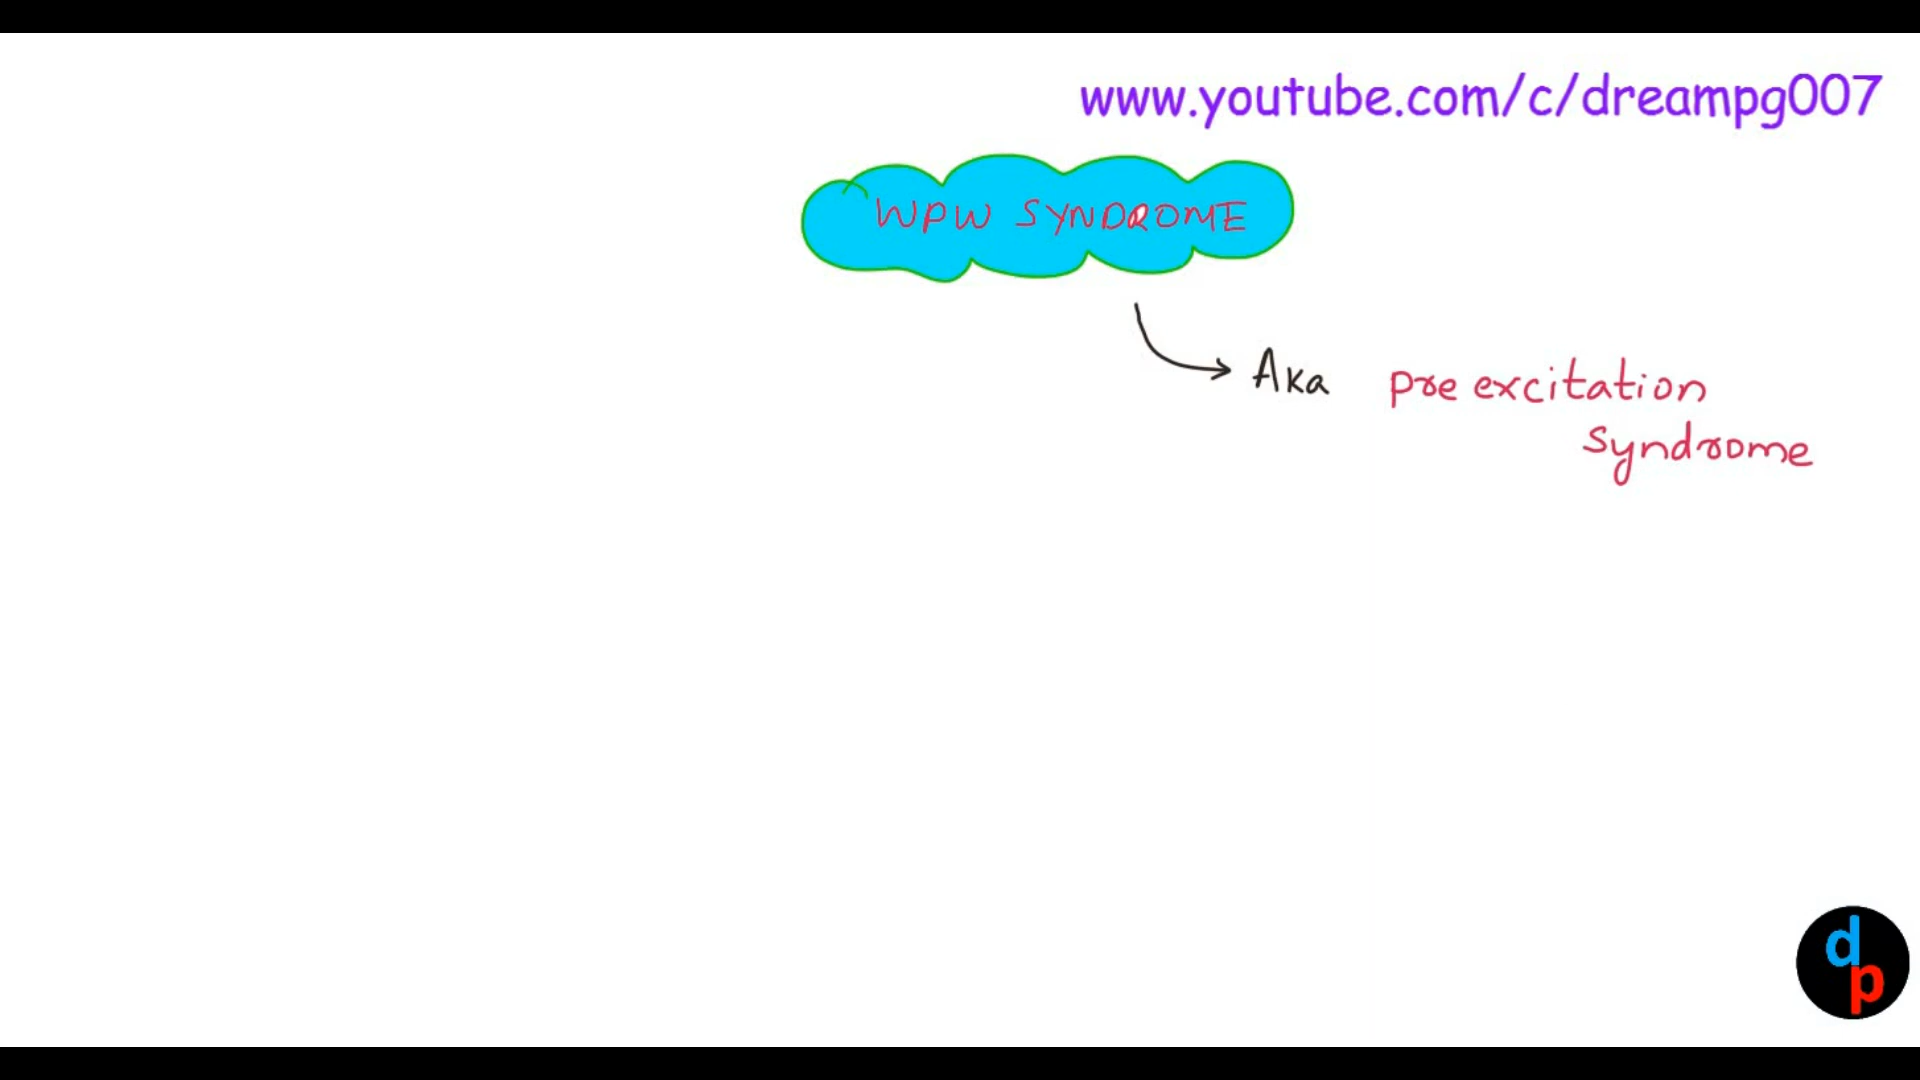 www.youtube.com/c/dreampg007
WPW SYNDROME
Aka pre excitation
syndrome
dp